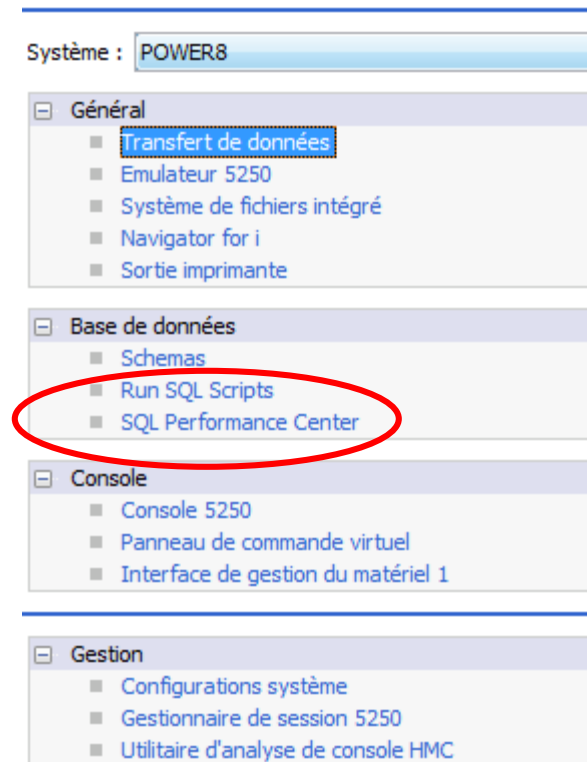 Système : POWER8
Général
Transfert de données
Emulateur 5250
Système de fichiers intégré
Navigator for i
Sortie imprimante
Base de données
Schemas
Run SQL Scripts
SQL Performance Center
Console
Console 5250
Panneau de commande virtuel
Interface de gestion du matériel 1
Gestion
Configurations système
Gestionnaire de session 5250
Utilitaire d'analyse de console HMC